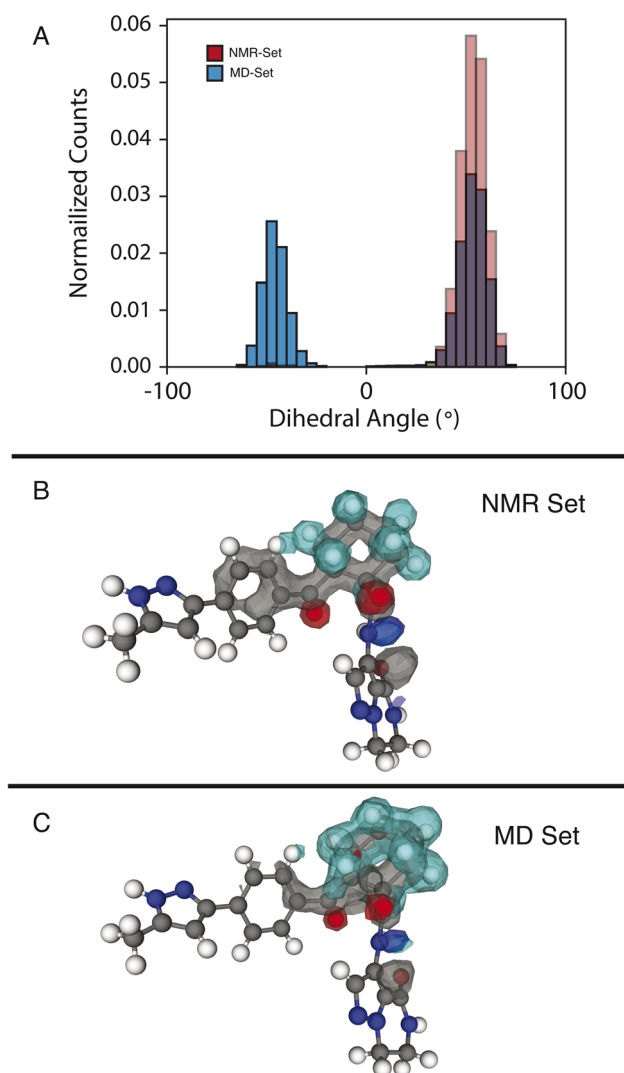 A
NMR-Set
MD-Set
Normailized Counts
0.06
0.05
0.04
0.03
0.02
0.01
0.00
-100
0
100
Dihedral Angle (°)
B
NMR Set
C
MD Set